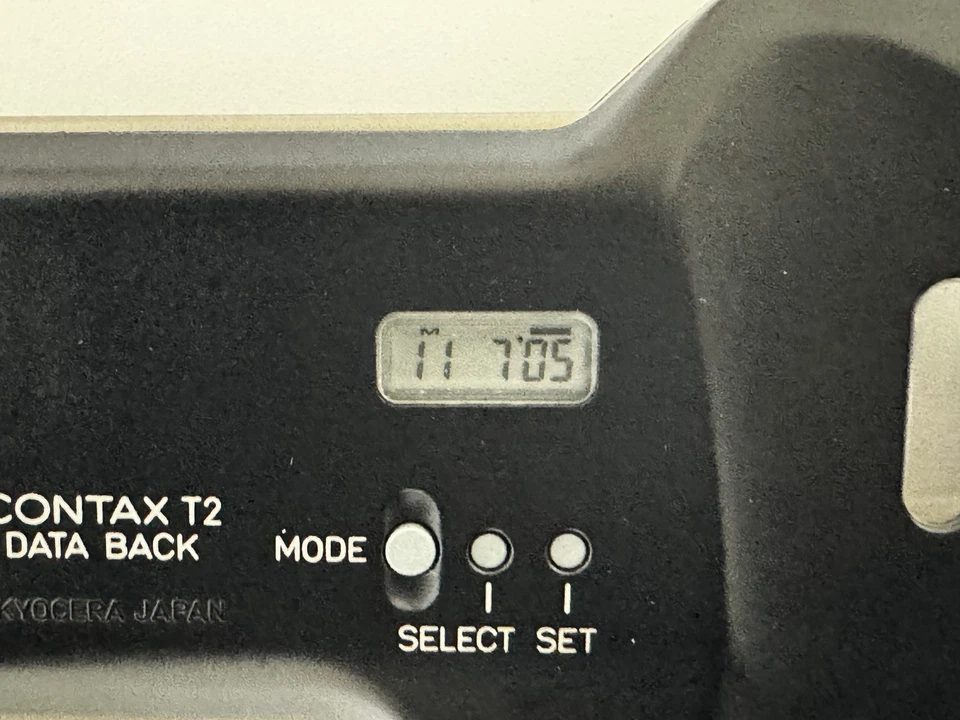 M
11 7'05
CONTAX T2
DATA BACK
MODE
KYOCERA JAPAN
SELECT SET